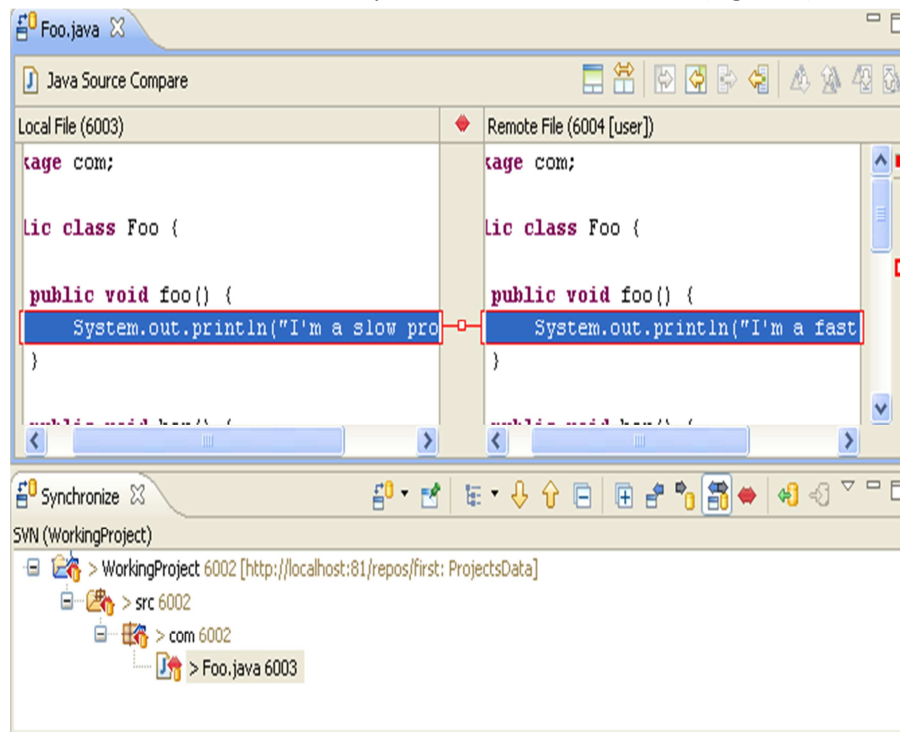 Foo.java
Java Source Compare
Local File (6003)
Remote File (6004 [user])
kage com;
lic class Foo {
public void foo() {
System.out.println("I'm a slow pro
}
kage com;
lic class Foo {
public void foo() {
System.out.println("I'm a fast
}
Synchronize
SVN (WorkingProject)
> WorkingProject 6002 [http://localhost:81/repos/first: ProjectsData]
> src 6002
> com 6002
> Foo.java 6003